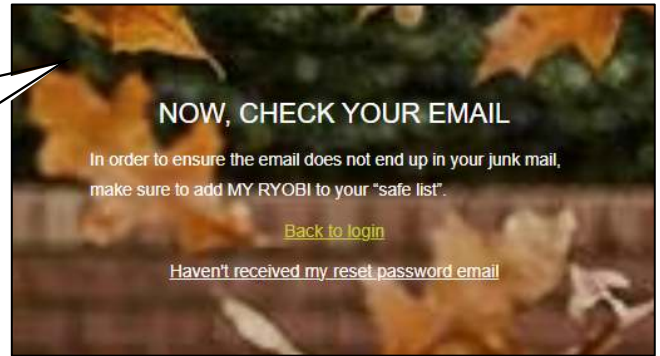 NOW, CHECK YOUR EMAIL
In order to ensure the email does not end up in your junk mail,
make sure to add MY RYOBI to your “safe list”.
Back to login
Haven't received my reset password email